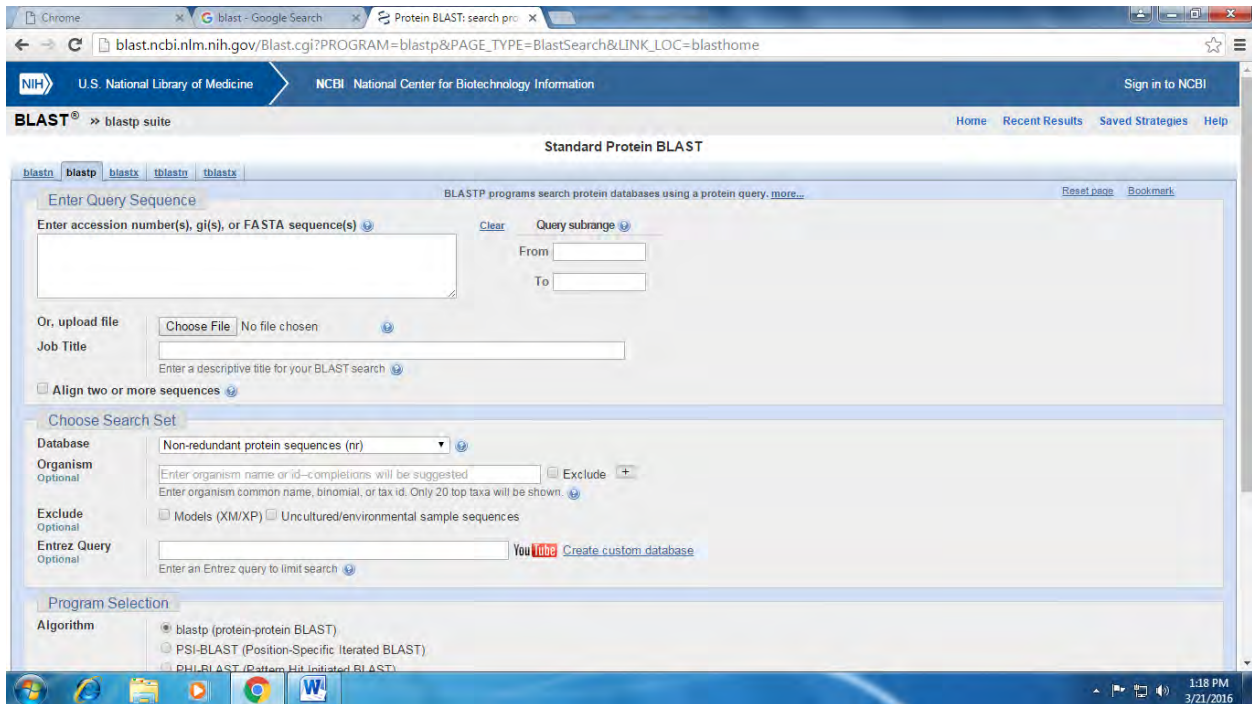 Chrome
blast - Google Search
Protein BLAST: search pro
blast.ncbi.nlm.nih.gov/Blast.cgi?PROGRAM=blastp&PAGE_TYPE=BlastSearch&LINK_LOC=blasthome
NIH U.S. National Library of Medicine NCBI National Center for Biotechnology Information Sign in to NCBI
BLAST® » blastp suite Home Recent Results Saved Strategies Help
Standard Protein BLAST
blastn blastp blastx tblastn tblastx
Enter Query Sequence BLASTP programs search protein databases using a protein query. more... Reset page Bookmark
Enter accession number(s), gi(s), or FASTA sequence(s) Clear Query subrange
From
To
Or, upload file Choose File No file chosen
Job Title
Enter a descriptive title for your BLAST search
Align two or more sequences
Choose Search Set
Database Non-redundant protein sequences (nr)
Organism
Optional
Enter organism name or id--completions will be suggested Exclude +
Enter organism common name, binomial, or tax id. Only 20 top taxa will be shown.
Exclude
Optional
Models (XM/XP) Uncultured/environmental sample sequences
Entrez Query
Optional
YouTube Create custom database
Enter an Entrez query to limit search
Program Selection
Algorithm blastp (protein-protein BLAST)
PSI-BLAST (Position-Specific Iterated BLAST)
PHI-BLAST (Pattern Hit Initiated BLAST)
W
1:18 PM
3/21/2016